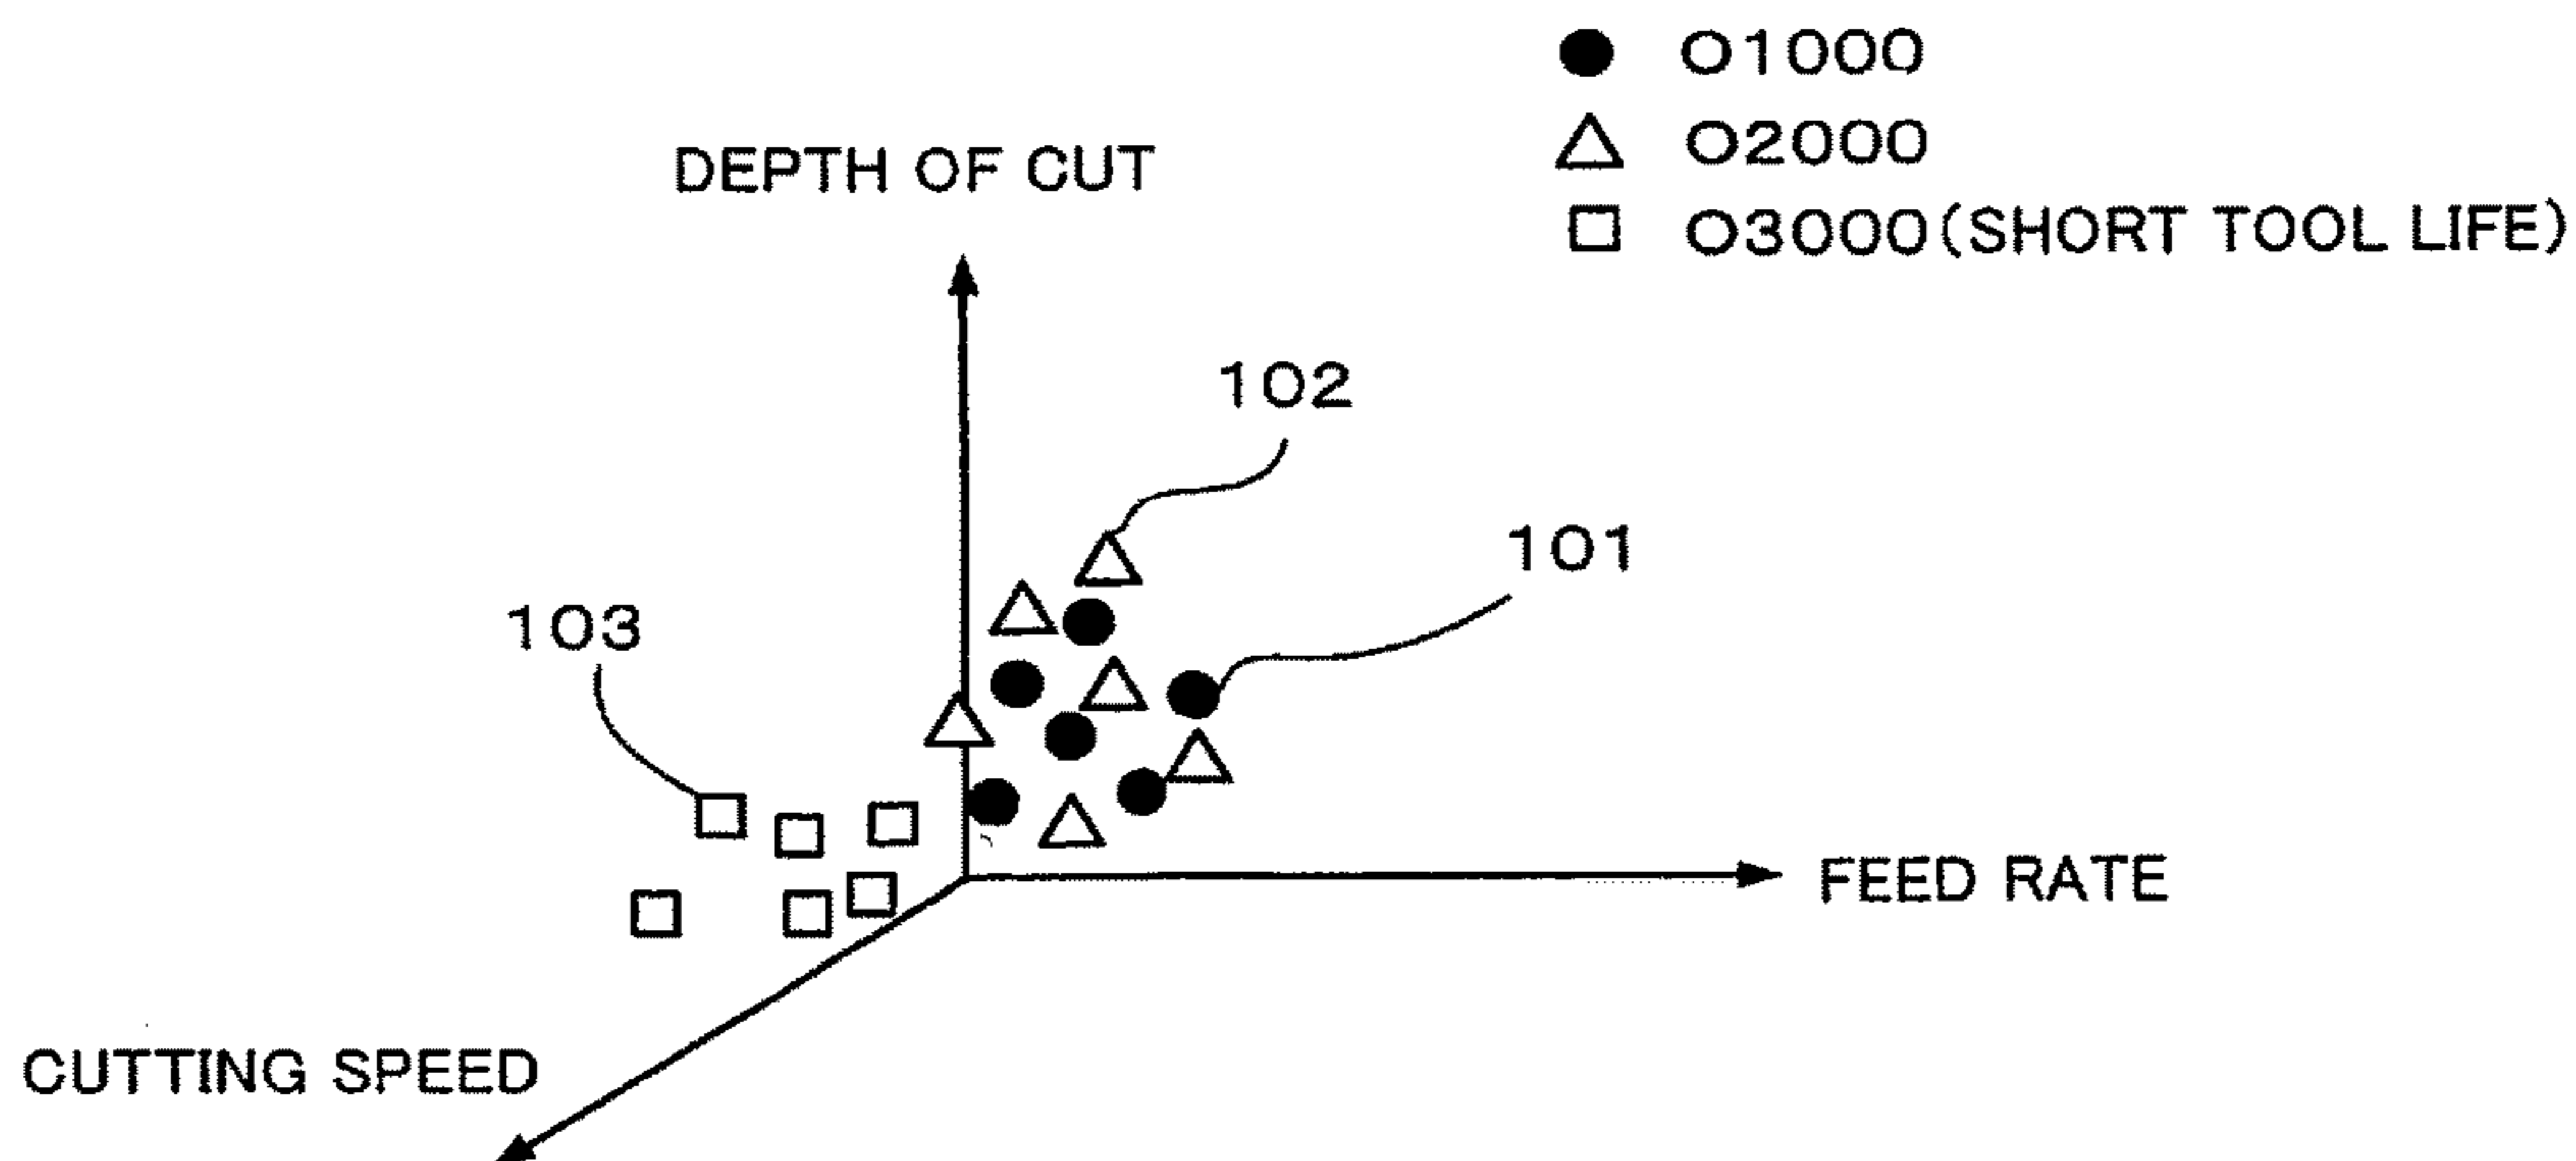 O1000
O2000
O3000(SHORT TOOL LIFE)
DEPTH OF CUT
102
101
103
FEED RATE
CUTTING SPEED